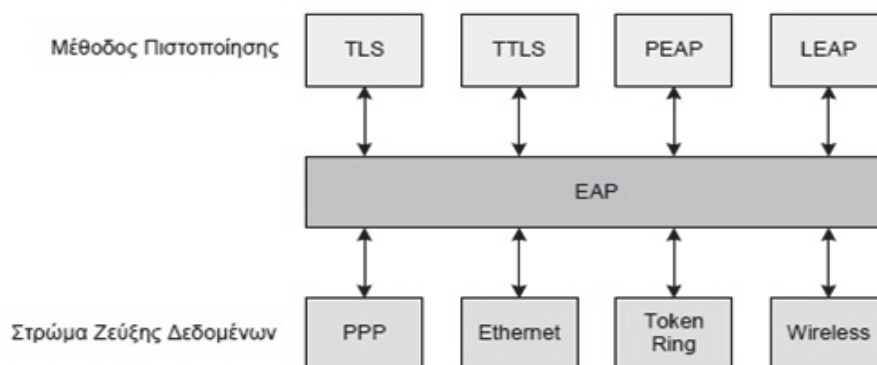 Μέθοδος Πιστοποίησης
TLS
TTLS
PEAP
LEAP
EAP
Στρώμα Ζεύξης Δεδομένων
PPP
Ethernet
Token
Ring
Wireless